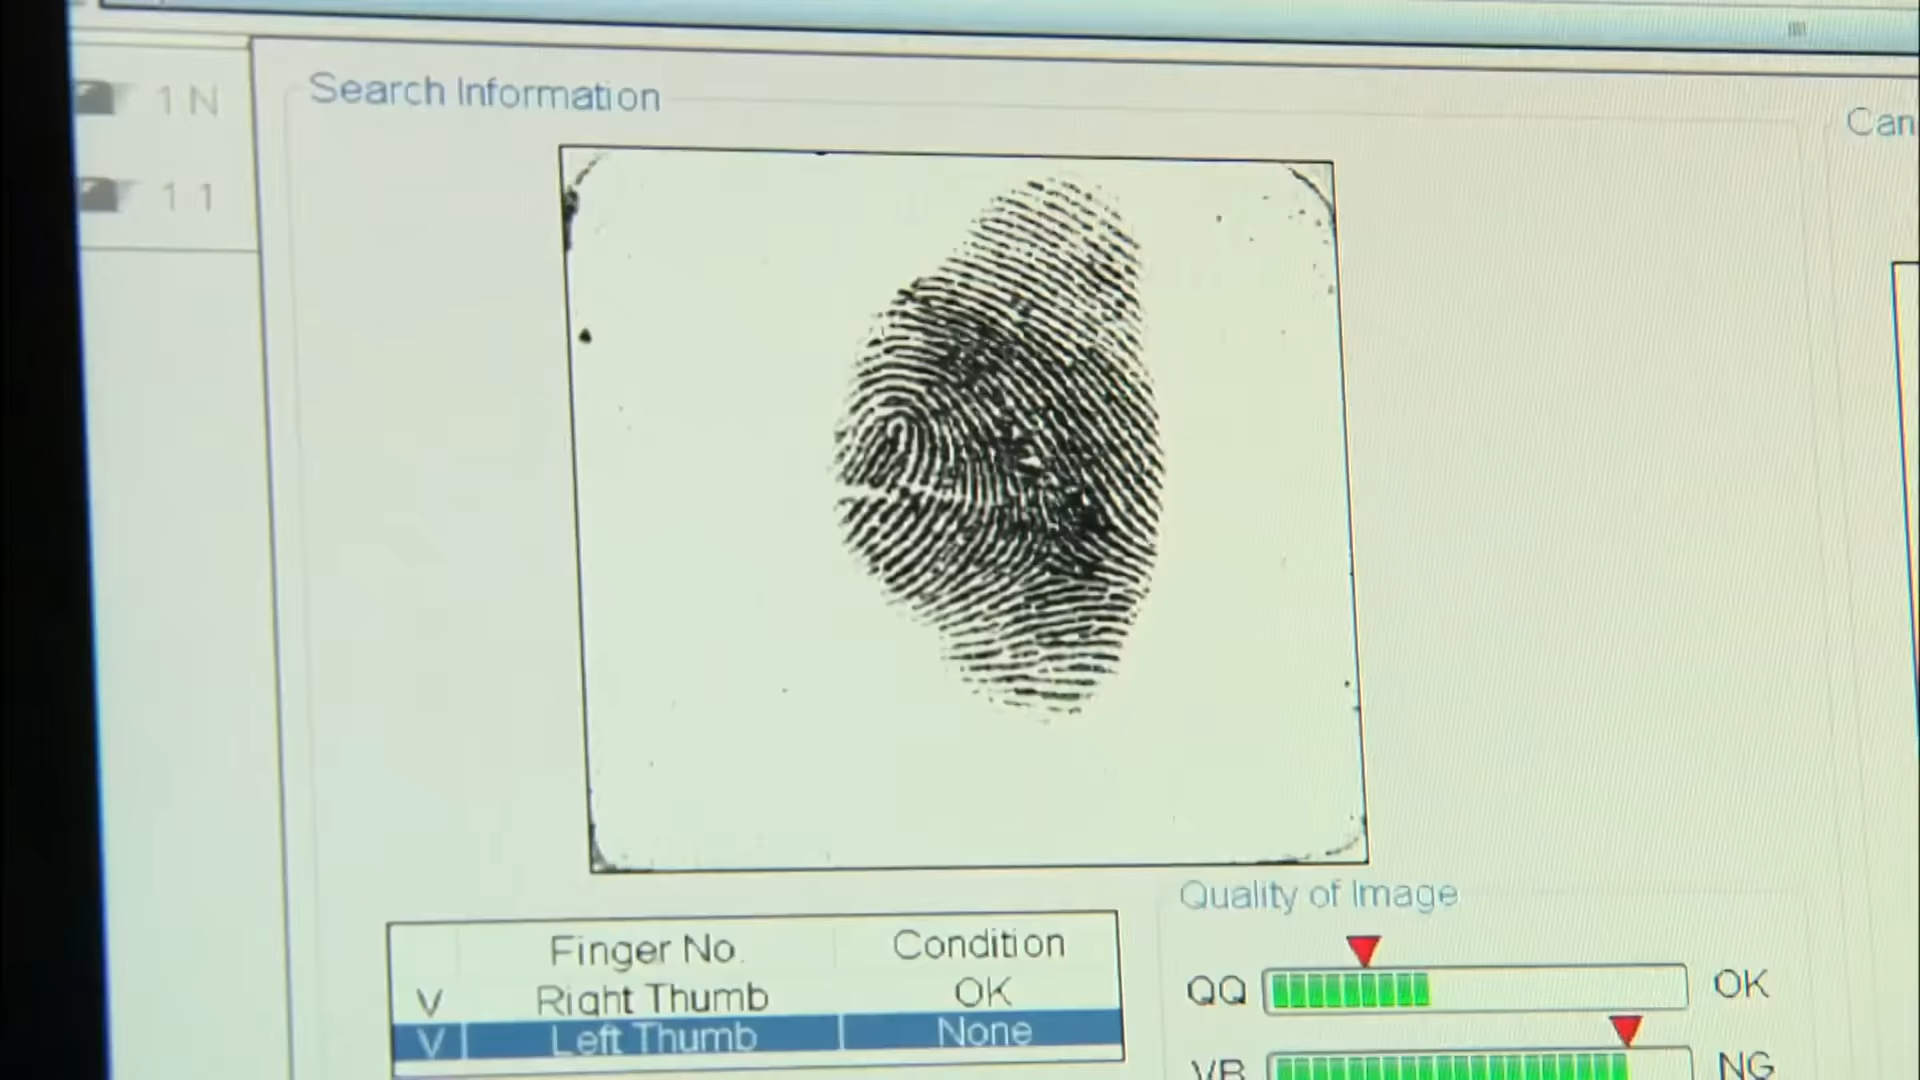 1 N
1 1
Search Information
Can
Finger No. Condition
V Right Thumb OK
V Left Thumb None
Quality of Image
QQ OK
VB NG